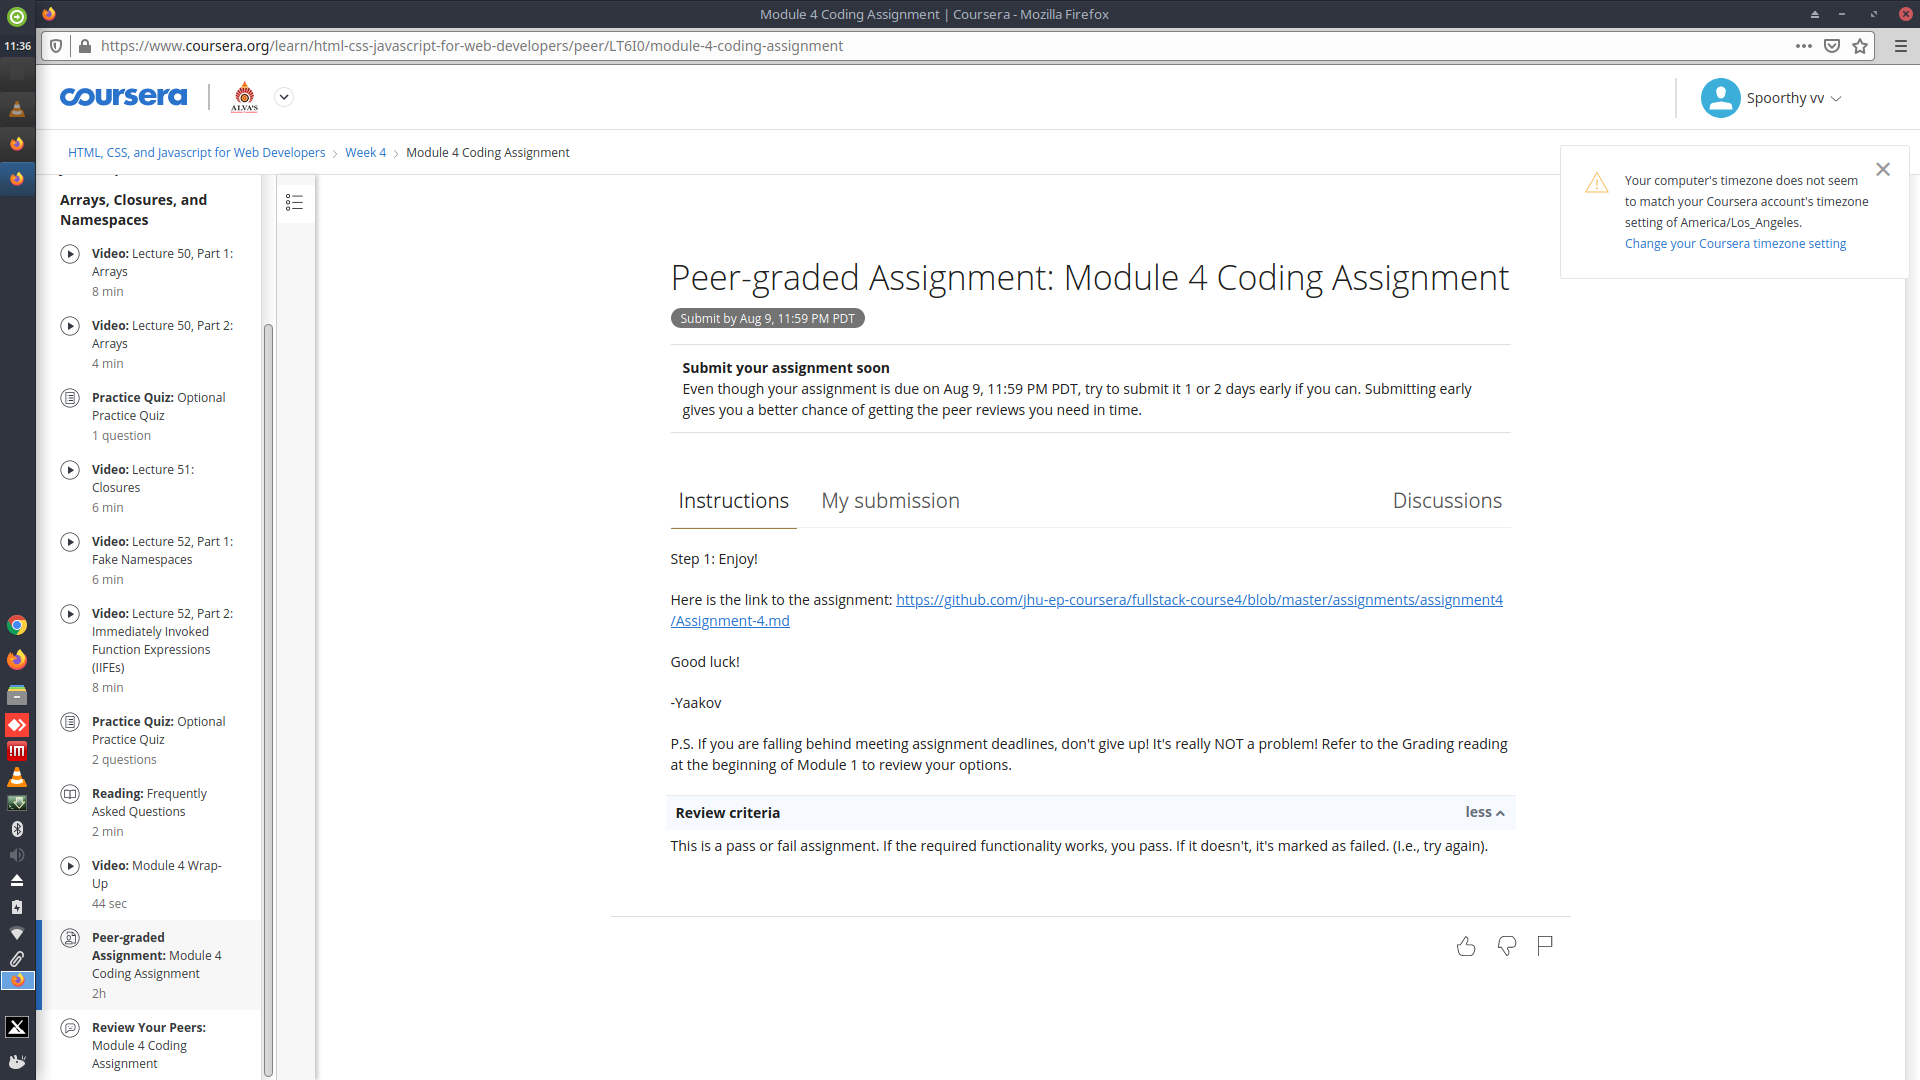 Module 4 Coding Assignment | Coursera - Mozilla Firefox
11:36
https://www.coursera.org/learn/html-css-javascript-for-web-developers/peer/LT6I0/module-4-coding-assignment
coursera
ALVA'S
Spoorthy vv
HTML, CSS, and Javascript for Web Developers
Week 4
Module 4 Coding Assignment
Your computer's timezone does not seem
to match your Coursera account's timezone
setting of America/Los_Angeles.
Change your Coursera timezone setting
Arrays, Closures, and
Namespaces
Video: Lecture 50, Part 1:
Arrays
8 min
Video: Lecture 50, Part 2:
Arrays
4 min
Practice Quiz: Optional
Practice Quiz
1 question
Video: Lecture 51:
Closures
6 min
Video: Lecture 52, Part 1:
Fake Namespaces
6 min
Video: Lecture 52, Part 2:
Immediately Invoked
Function Expressions
(IIFEs)
8 min
Practice Quiz: Optional
Practice Quiz
2 questions
Reading: Frequently
Asked Questions
2 min
Video: Module 4 Wrap-
Up
44 sec
Peer-graded
Assignment: Module 4
Coding Assignment
2h
Review Your Peers:
Module 4 Coding
Assignment
Peer-graded Assignment: Module 4 Coding Assignment
Submit by Aug 9, 11:59 PM PDT
Submit your assignment soon
Even though your assignment is due on Aug 9, 11:59 PM PDT, try to submit it 1 or 2 days early if you can. Submitting early
gives you a better chance of getting the peer reviews you need in time.
Instructions
My submission
Discussions
Step 1: Enjoy!
Here is the link to the assignment: https://github.com/jhu-ep-coursera/fullstack-course4/blob/master/assignments/assignment4
/Assignment-4.md
Good luck!
-Yaakov
P.S. If you are falling behind meeting assignment deadlines, don't give up! It's really NOT a problem! Refer to the Grading reading
at the beginning of Module 1 to review your options.
Review criteria
less
This is a pass or fail assignment. If the required functionality works, you pass. If it doesn't, it's marked as failed. (I.e., try again).